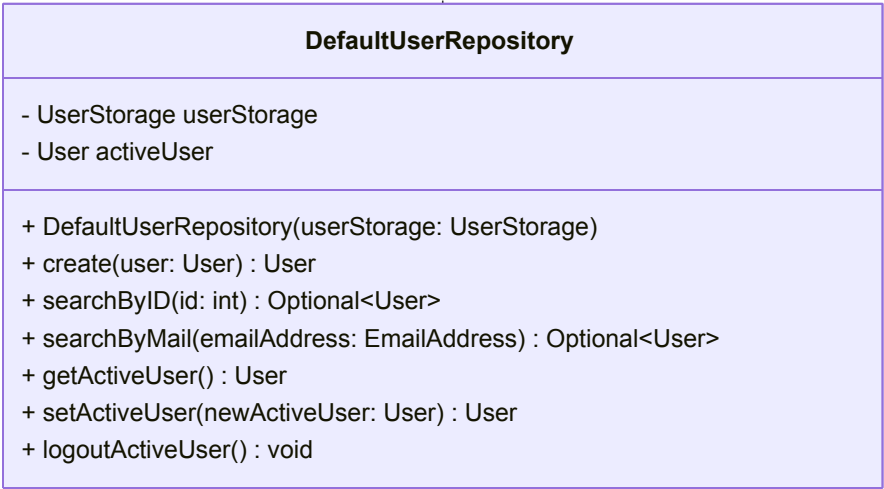 DefaultUserRepository
- UserStorage userStorage
- User activeUser
+ DefaultUserRepository(userStorage: UserStorage)
+ create(user: User) : User
+ searchByID(id: int) : Optional<User>
+ searchByMail(emailAddress: EmailAddress) : Optional<User>
+ getActiveUser() : User
+ setActiveUser(newActiveUser: User) : User
+ logoutActiveUser() : void